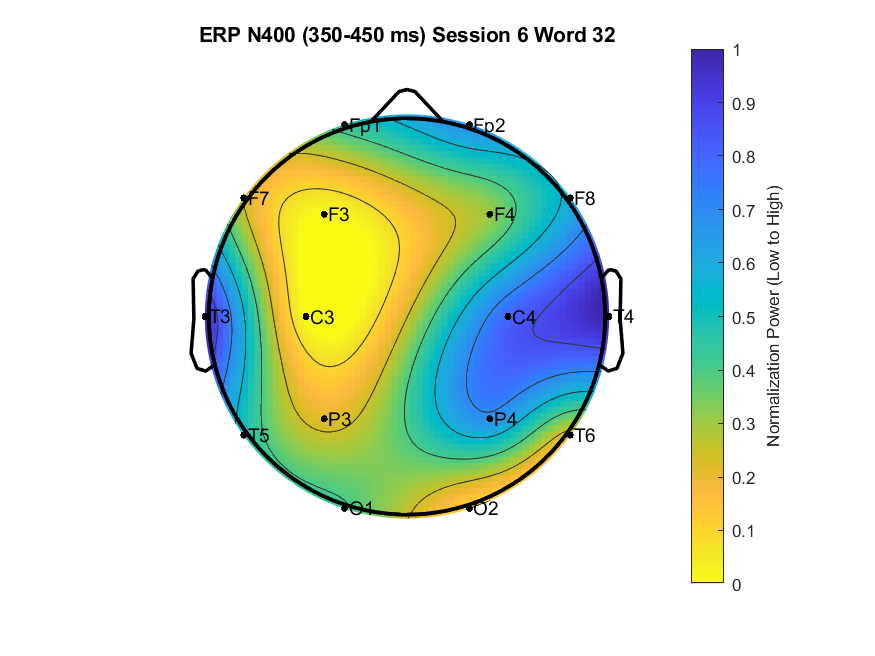 ERP N400 (350-450 ms) Session 6 Word 32
Fp1
Fp2
F7
F3
F4
F8
T3
C3
C4
T4
T5
P3
P4
T6
O1
O2
1
0.9
0.8
0.7
0.6
0.5
0.4
0.3
0.2
0.1
0
Normalization Power (Low to High)